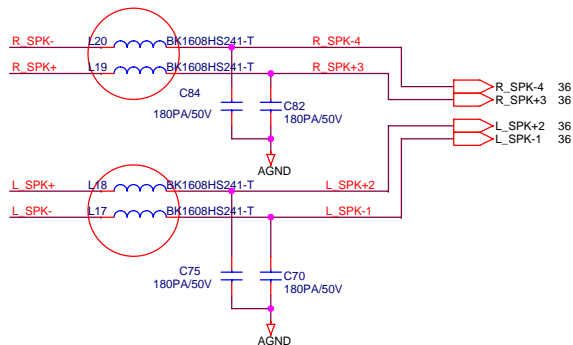 R_SPK- L20 BK1608HS241-T R_SPK-4
R_SPK+ L19 BK1608HS241-T R_SPK+3
R_SPK-4 36
R_SPK+3 36
C84 C82
180PA/50V 180PA/50V
L_SPK+2 36
L_SPK-1 36
AGND
L_SPK+ L18 BK1608HS241-T L_SPK+2
L_SPK- L17 BK1608HS241-T L_SPK-1
C75 C70
180PA/50V 180PA/50V
AGND